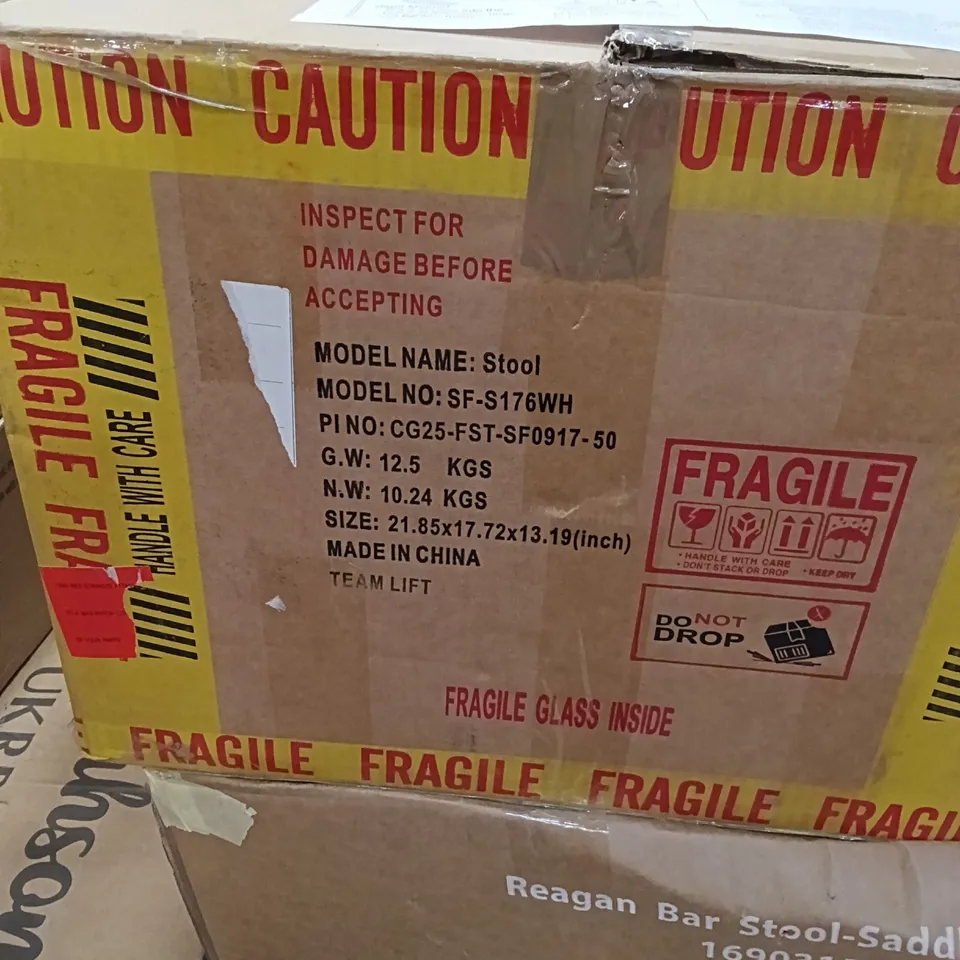 CAUTION
UTION
INSPECT FOR
DAMAGE BEFORE
ACCEPTING
MODEL NAME: Stool
MODEL NO: SF-S176WH
PI NO: CG25-FST-SF0917-50
G.W: 12.5 KGS
N.W: 10.24 KGS
SIZE: 21.85x17.72x13.19(inch)
MADE IN CHINA
TEAM LIFT
FRAGILE
• HANDLE WITH CARE
• DON'T STACK OR DROP • KEEP DRY
DO NOT
DROP
FRAGILE GLASS INSIDE
FRAGILE FRA
HANDLE WITH CARE
FRAGILE FRAGILE FRAGILE FRAGI
Reagan Bar Stool-Saddl